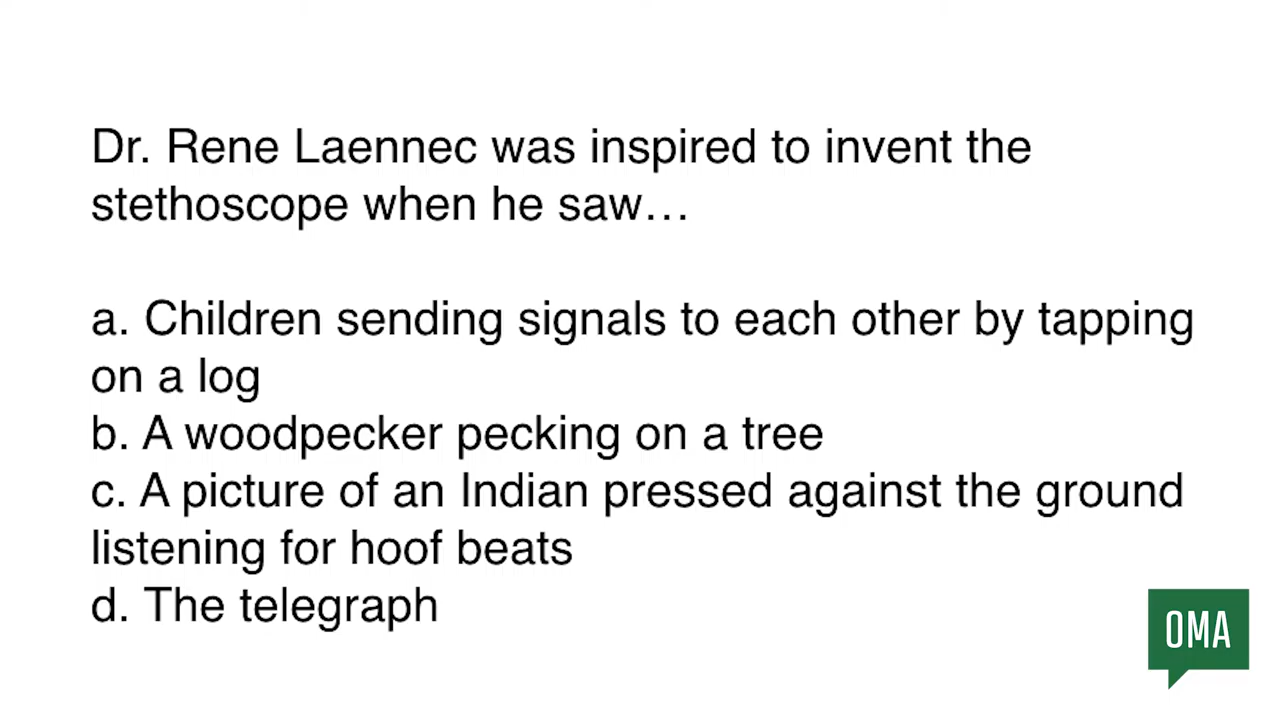 Dr. Rene Laennec was inspired to invent the
stethoscope when he saw…
a. Children sending signals to each other by tapping
on a log
b. A woodpecker pecking on a tree
c. A picture of an Indian pressed against the ground
listening for hoof beats
d. The telegraph
OMA